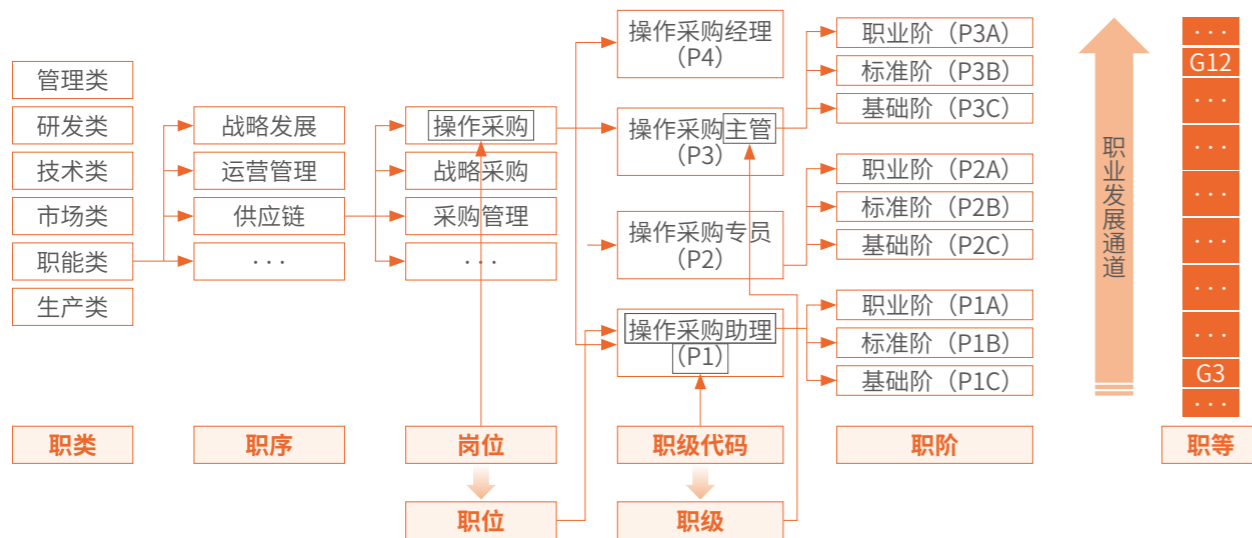 管理类
研发类
技术类
市场类
职能类
生产类
职类
战略发展
运营管理
供应链
···
职序
操作采购
战略采购
采购管理
···
岗位
职位
操作采购经理
（P4）
操作采购主管
（P3）
操作采购专员
（P2）
操作采购助理
（P1）
职级代码
职级
职业阶（P3A）
标准阶（P3B）
基础阶（P3C）
职业阶（P2A）
标准阶（P2B）
基础阶（P2C）
职业阶（P1A）
标准阶（P1B）
基础阶（P1C）
职阶
职业发展通道
···
G12
···
···
···
···
···
···
G3
···
职等